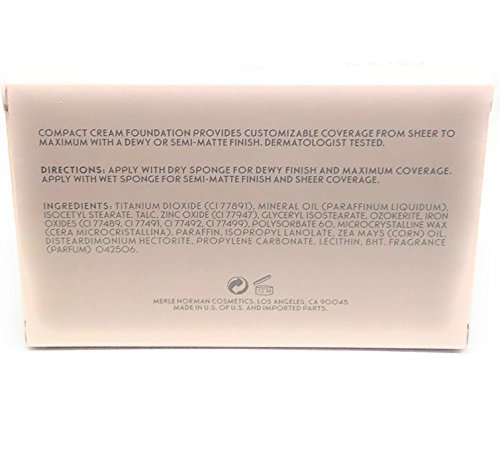 COMPACT CREAM FOUNDATION PROVIDES CUSTOMIZABLE COVERAGE FROM SHEER TO
MAXIMUM WITH A DEWY OR SEMI-MATTE FINISH. DERMATOLOGIST TESTED.
DIRECTIONS: APPLY WITH DRY SPONGE FOR DEWY FINISH AND MAXIMUM COVERAGE.
APPLY WITH WET SPONGE FOR SEMI-MATTE FINISH AND SHEER COVERAGE.
INGREDIENTS: TITANIUM DIOXIDE (CI 77891), MINERAL OIL (PARAFFINUM LIQUIDUM),
ISOCETYL STEARATE, TALC, ZINC OXIDE (CI 77947), GLYCERYL ISOSTEARATE, OZOKERITE, IRON
OXIDES (CI 77489, CI 77491, CI 77492, CI 77499), POLYSORBATE 60, MICROCRYSTALLINE WAX
(CERA MICROCRISTALLINA), PARAFFIN, ISOPROPYL LANOLATE, ZEA MAYS (CORN) OIL,
DISTEARDIMONIUM HECTORITE, PROPYLENE CARBONATE, LECITHIN, BHT, FRAGRANCE
(PARFUM) 042506.
12 M
MERLE NORMAN COSMETICS, LOS ANGELES, CA 90045
MADE IN U.S. OF U.S. AND IMPORTED PARTS.